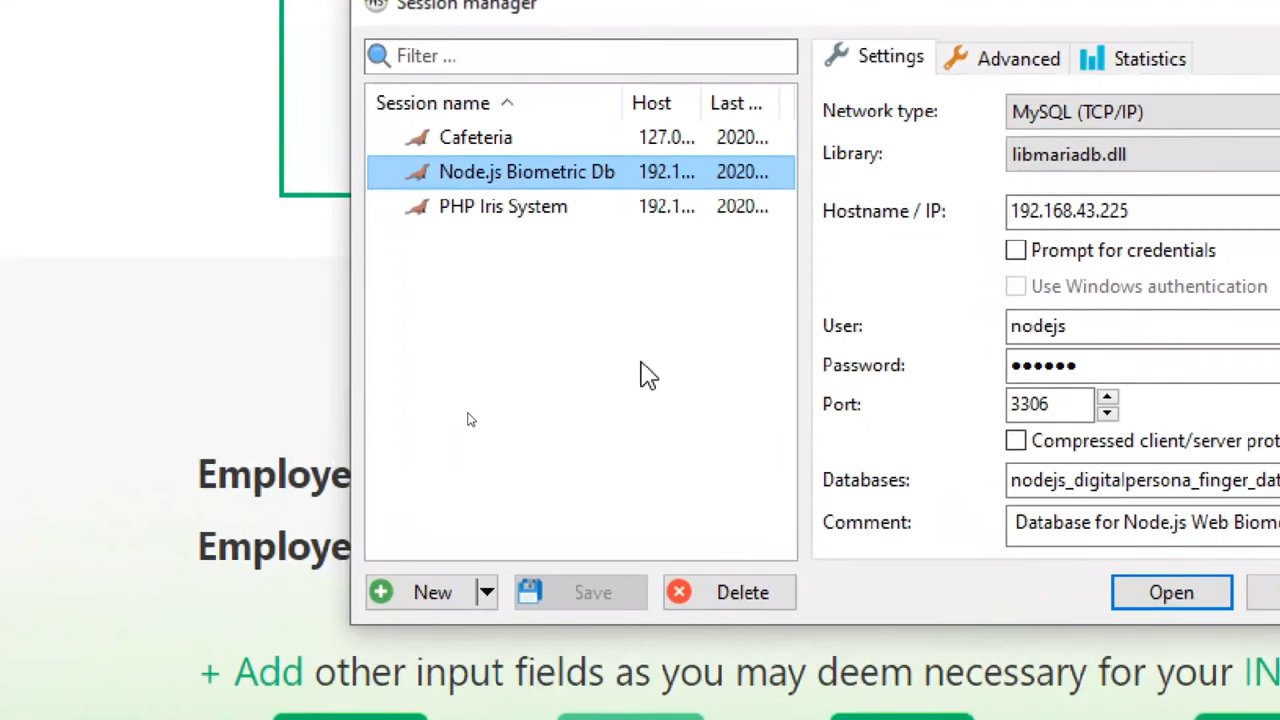 Session manager
Filter ...
Settings
Advanced
Statistics
Session name
Host
Last ...
Cafeteria 127.0... 2020...
Node.js Biometric Db 192.1... 2020...
PHP Iris System 192.1... 2020...
Network type: MySQL (TCP/IP)
Library: libmariadb.dll
Hostname / IP: 192.168.43.225
Prompt for credentials
Use Windows authentication
User: nodejs
Password: ●●●●●●
Port: 3306
Compressed client/server prot
Databases: nodejs_digitalpersona_finger_dat
Comment: Database for Node.js Web Biom
New
Save
Delete
Open
Employe
Employe
+ Add other input fields as you may deem necessary for your IN